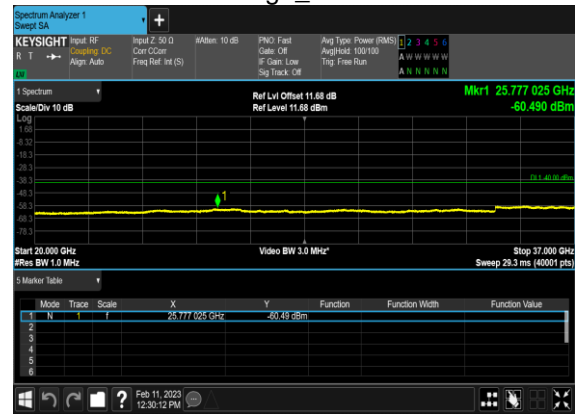 Spectrum Analyzer 1
Swept SA
+
KEYSIGHT Input: RF Input Z: 50 Ω #Atten: 10 dB PNO: Fast Avg Type: Power (RMS) 1 2 3 4 5 6
R T Coupling: DC Corr CCorr Gate: Off Avg|Hold: 100/100 A W W W W W
Align: Auto Freq Ref: Int (S) IF Gain: Low Trig: Free Run
LW Sig Track: Off A N N N N N
1 Spectrum Ref Lvl Offset 11.68 dB Mkr1 25.777 025 GHz
Scale/Div 10 dB Ref Level 11.68 dBm -60.490 dBm
Log
1.68
-8.32
-18.3
-28.3
-38.3 DL1 -40.00 dBm
-48.3 1
-58.3
-68.3
-78.3
Start 20.000 GHz Video BW 3.0 MHz* Stop 37.000 GHz
#Res BW 1.0 MHz Sweep 29.3 ms (40001 pts)
5 Marker Table
Mode Trace Scale X Y Function Function Width Function Value
1 N 1 f 25.777 025 GHz -60.49 dBm
2
3
4
5
6
? Feb 11, 2023
12:30:12 PM